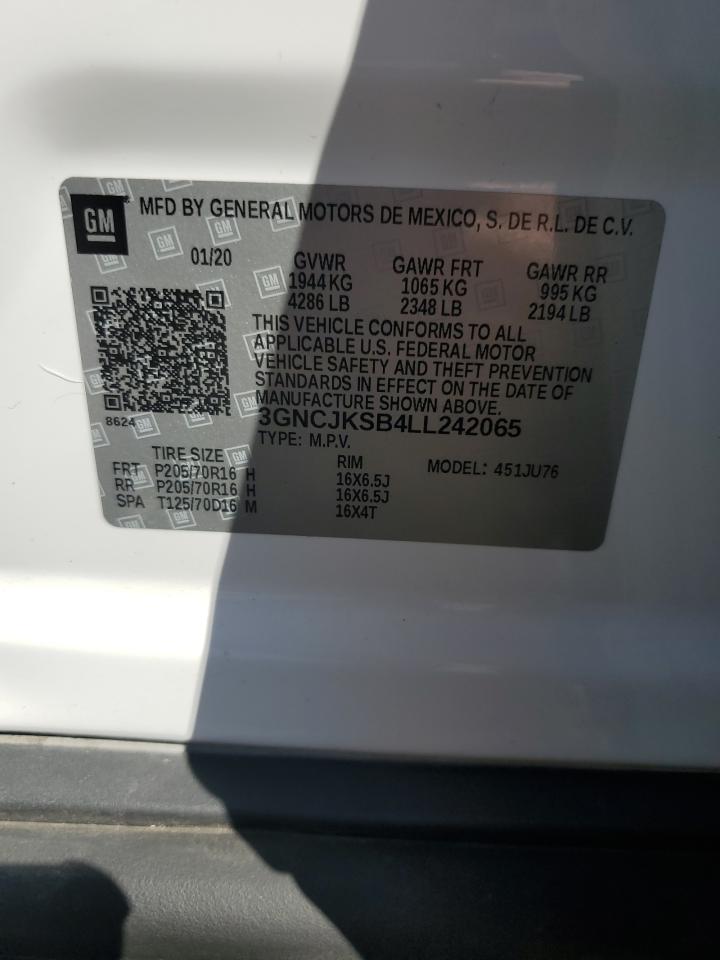 GM
MFD BY GENERAL MOTORS DE MEXICO, S. DE R.L. DE C.V.
01/20
GVWR GAWR FRT GAWR RR
1944 KG 1065 KG 995 KG
4286 LB 2348 LB 2194 LB
THIS VEHICLE CONFORMS TO ALL
APPLICABLE U.S. FEDERAL MOTOR
VEHICLE SAFETY AND THEFT PREVENTION
STANDARDS IN EFFECT ON THE DATE OF
MANUFACTURE SHOWN ABOVE.
8624
3GNCJKSB4LL242065
TYPE: M.P.V.
TIRE SIZE RIM MODEL: 451JU76
FRT P205/70R16 H 16X6.5J
RR P205/70R16 H 16X6.5J
SPA T125/70D16 M 16X4T